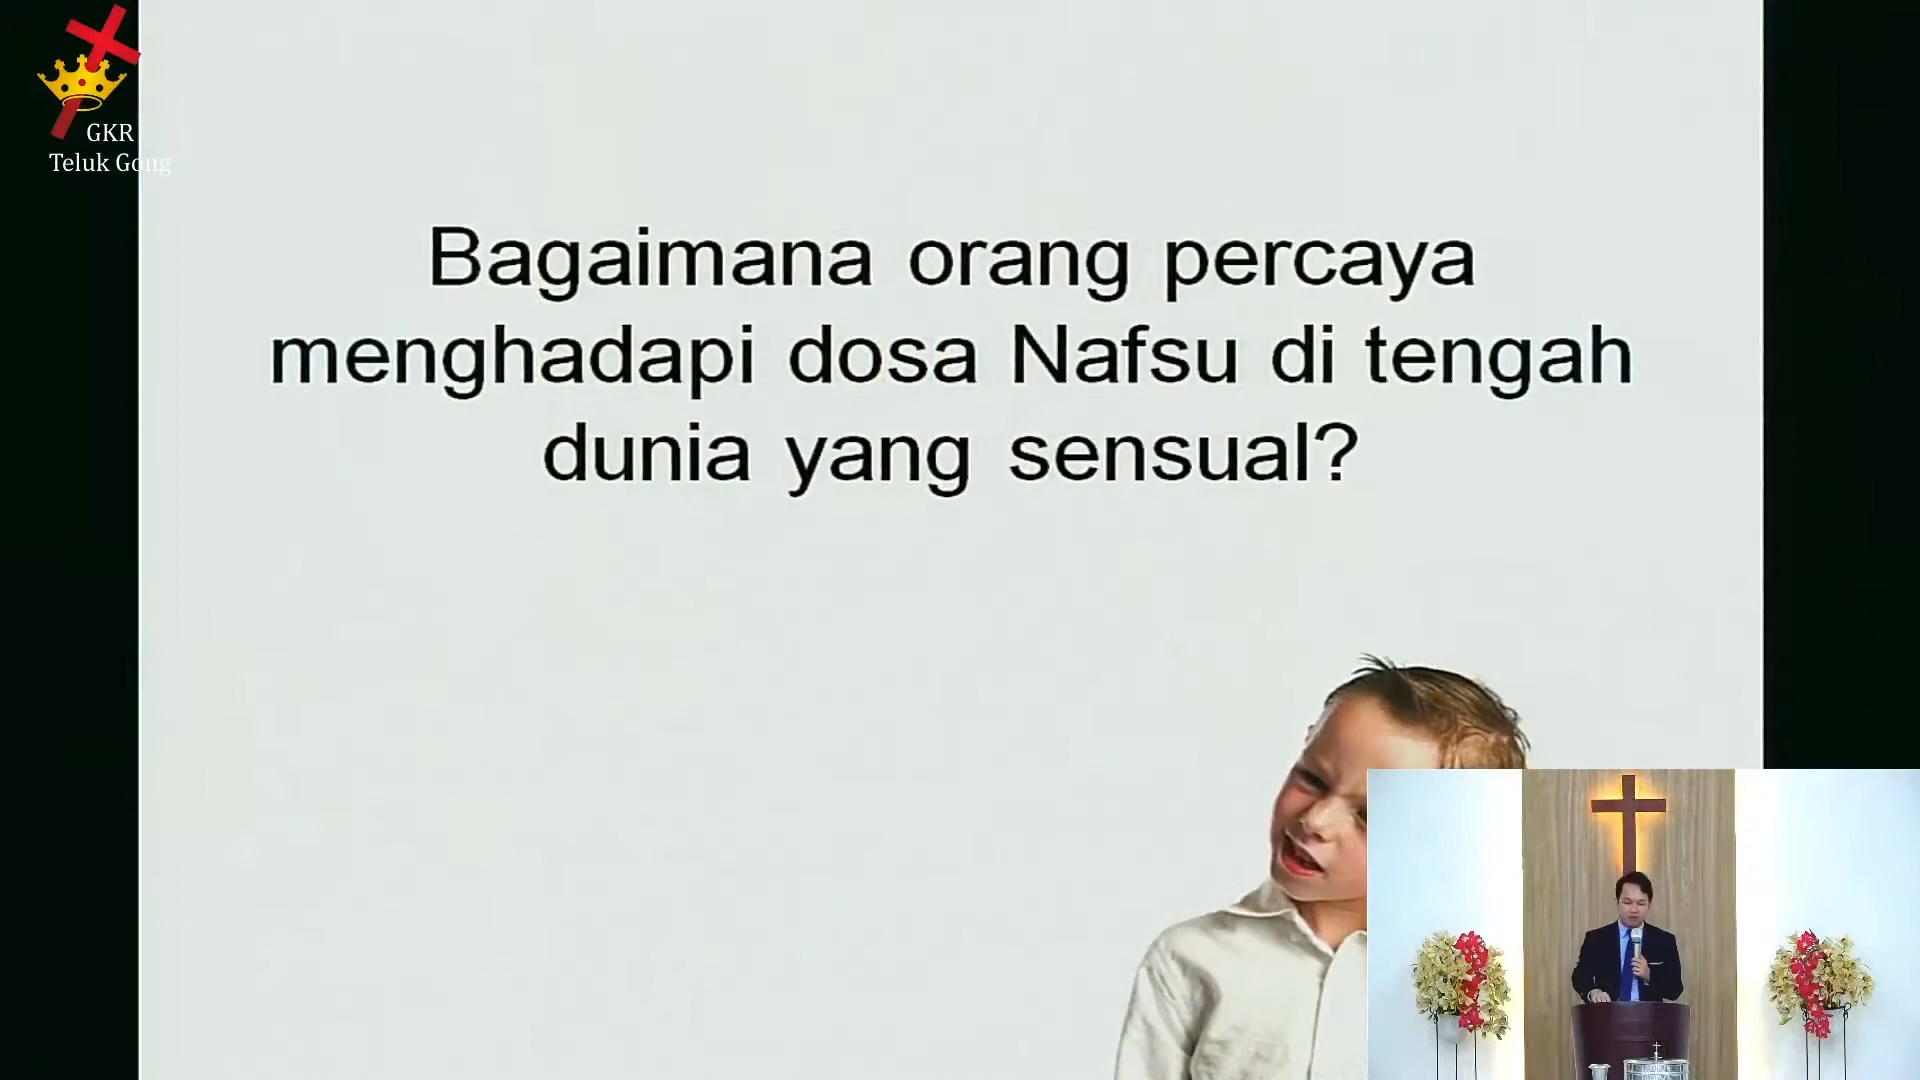 GKR
Teluk Gong
Bagaimana orang percaya
menghadapi dosa Nafsu di tengah
dunia yang sensual?